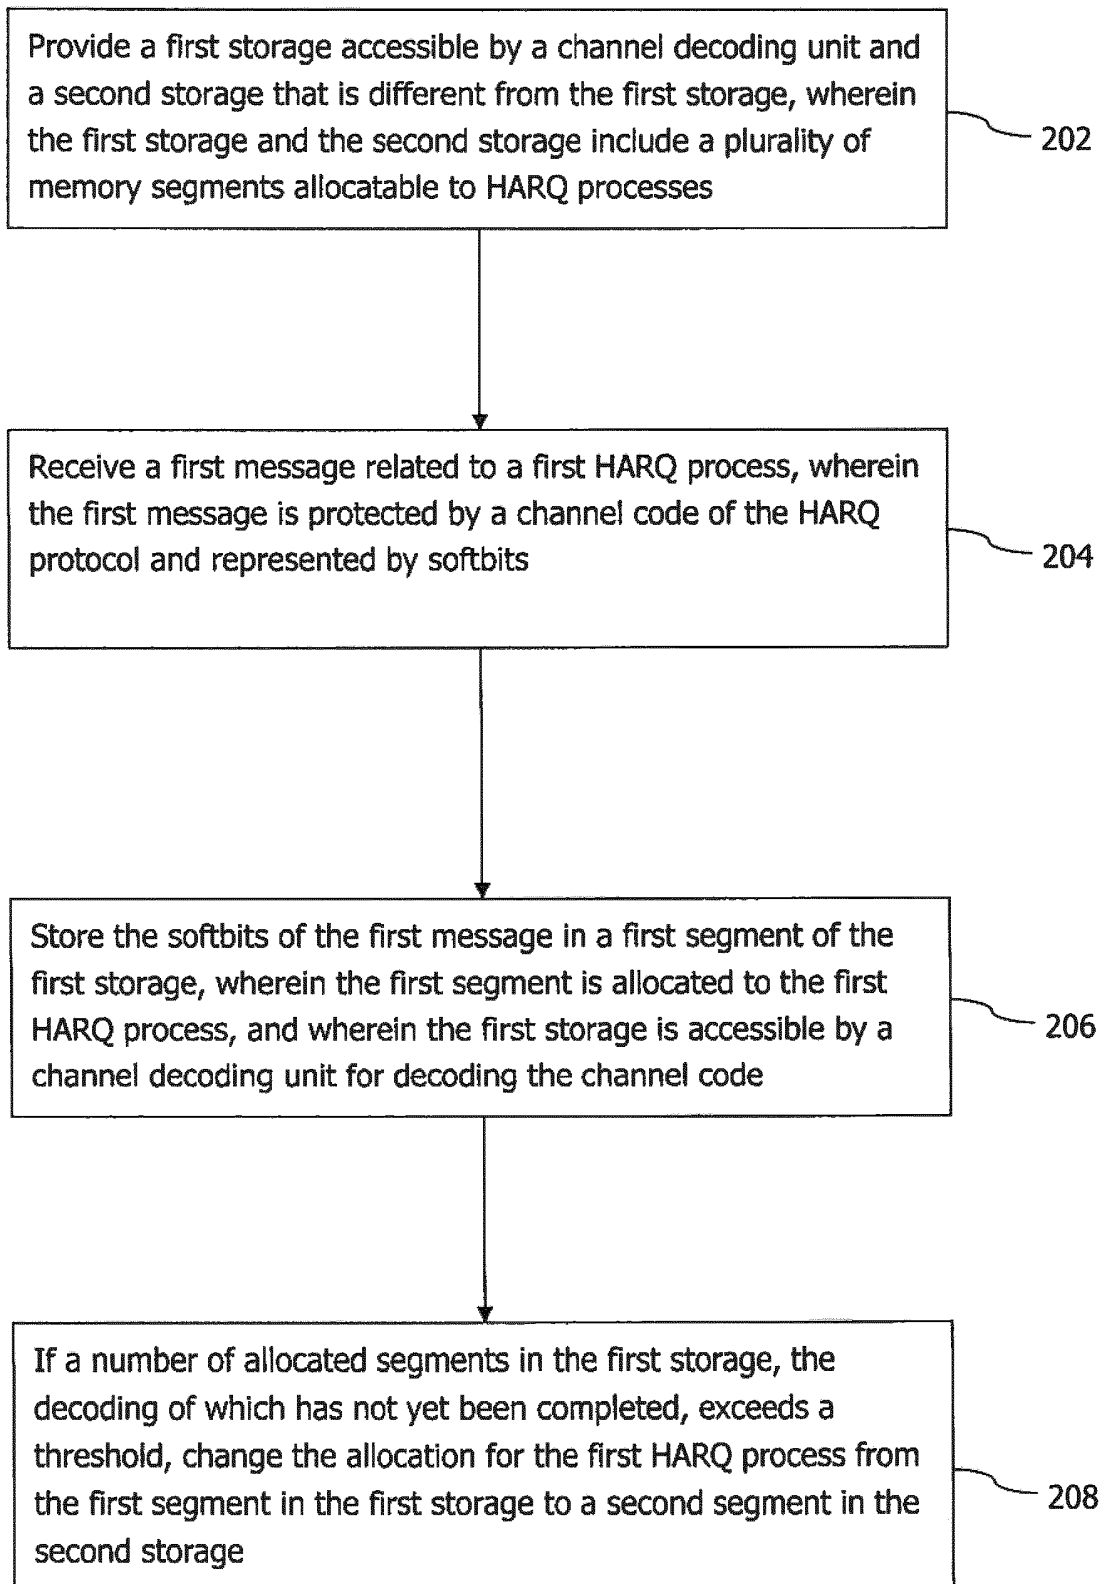 Provide a first storage accessible by a channel decoding unit and
a second storage that is different from the first storage, wherein
the first storage and the second storage include a plurality of
memory segments allocatable to HARQ processes
202
Receive a first message related to a first HARQ process, wherein
the first message is protected by a channel code of the HARQ
protocol and represented by softbits
204
Store the softbits of the first message in a first segment of the
first storage, wherein the first segment is allocated to the first
HARQ process, and wherein the first storage is accessible by a
channel decoding unit for decoding the channel code
206
If a number of allocated segments in the first storage, the
decoding of which has not yet been completed, exceeds a
threshold, change the allocation for the first HARQ process from
the first segment in the first storage to a second segment in the
second storage
208